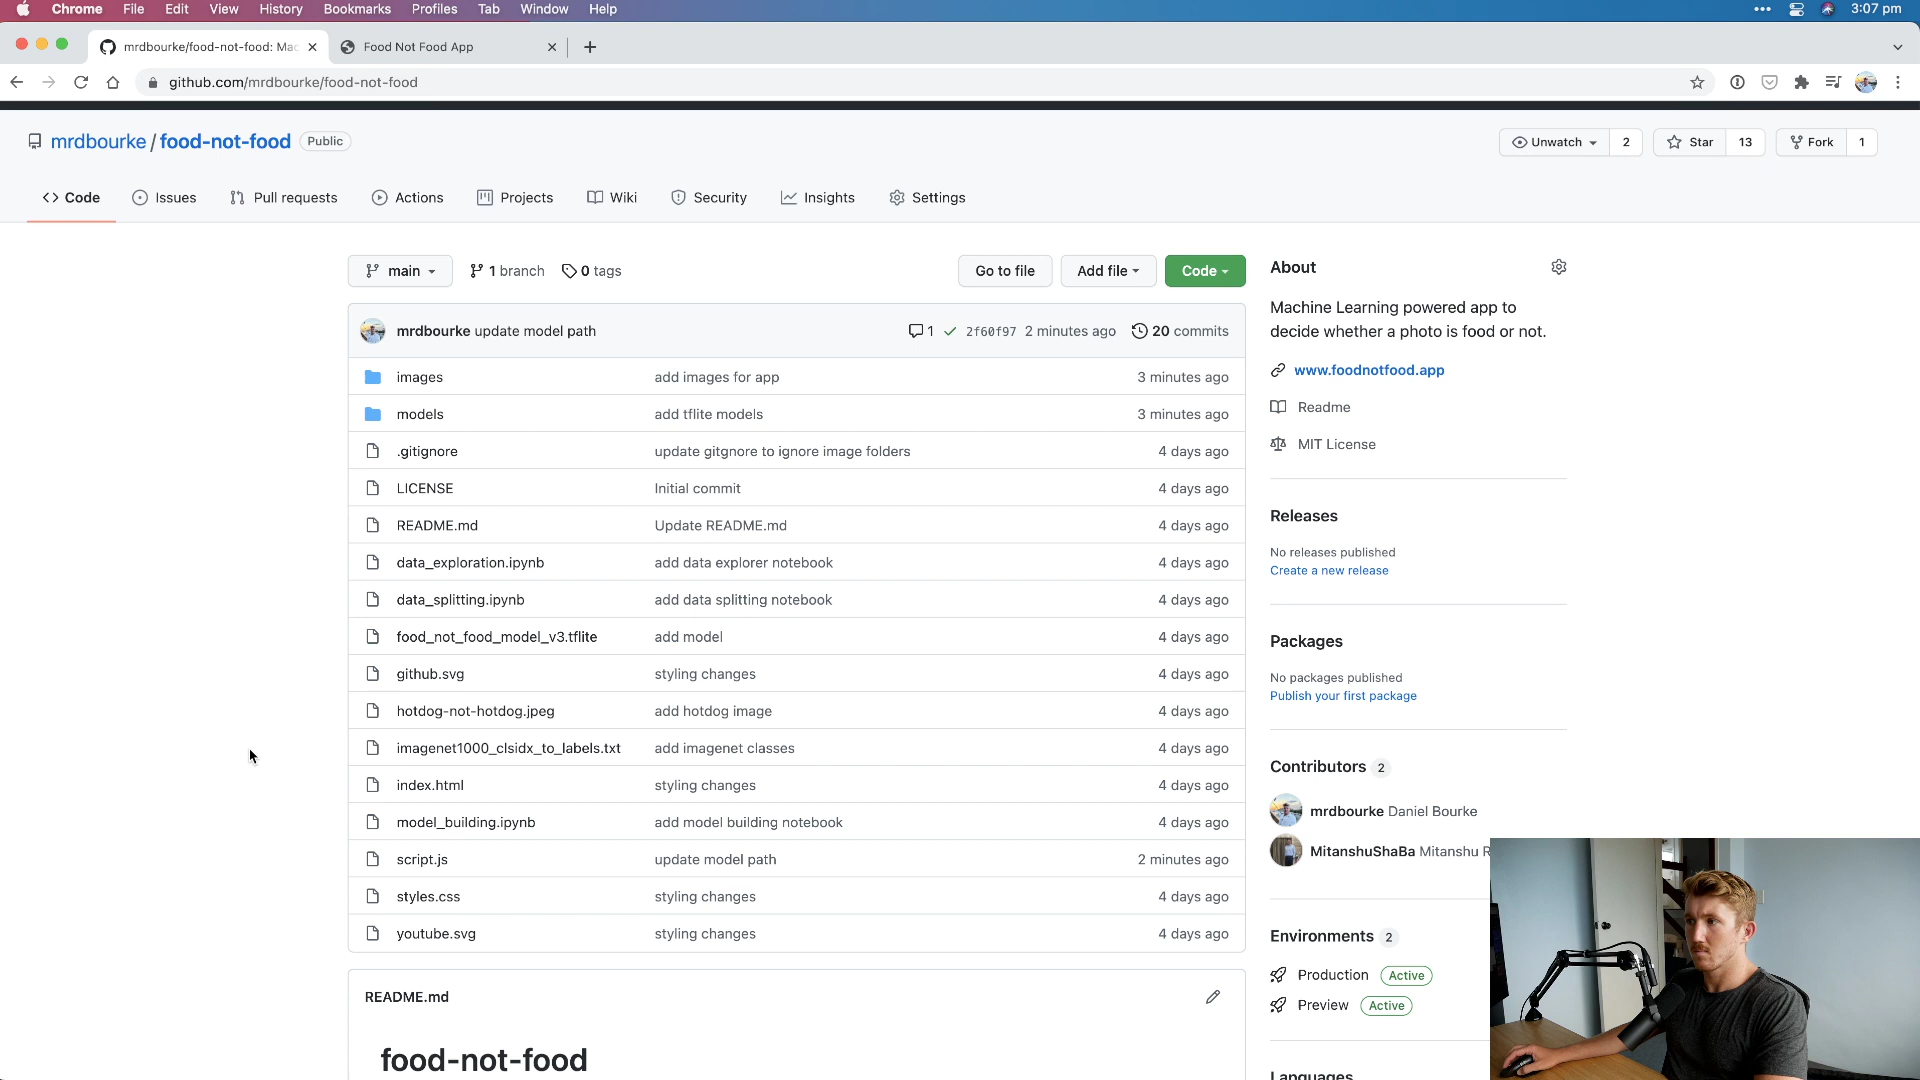 Chrome File Edit View History Bookmarks Profiles Tab Window Help 3:07 pm
mrdbourke/food-not-food: Mac Food Not Food App
github.com/mrdbourke/food-not-food
mrdbourke / food-not-food Public Unwatch 2 Star 13 Fork 1
Code Issues Pull requests Actions Projects Wiki Security Insights Settings
main 1 branch 0 tags Go to file Add file Code
mrdbourke update model path 1 2f60f97 2 minutes ago 20 commits
images add images for app 3 minutes ago
models add tflite models 3 minutes ago
.gitignore update gitgnore to ignore image folders 4 days ago
LICENSE Initial commit 4 days ago
README.md Update README.md 4 days ago
data_exploration.ipynb add data explorer notebook 4 days ago
data_splitting.ipynb add data splitting notebook 4 days ago
food_not_food_model_v3.tflite add model 4 days ago
github.svg styling changes 4 days ago
hotdog-not-hotdog.jpeg add hotdog image 4 days ago
imagenet1000_clsidx_to_labels.txt add imagenet classes 4 days ago
index.html styling changes 4 days ago
model_building.ipynb add model building notebook 4 days ago
script.js update model path 2 minutes ago
styles.css styling changes 4 days ago
youtube.svg styling changes 4 days ago
README.md
food-not-food
About
Machine Learning powered app to
decide whether a photo is food or not.
www.foodnotfood.app
Readme
MIT License
Releases
No releases published
Create a new release
Packages
No packages published
Publish your first package
Contributors 2
mrdbourke Daniel Bourke
MitanshuShaBa Mitanshu R
Environments 2
Production Active
Preview Active
Languages